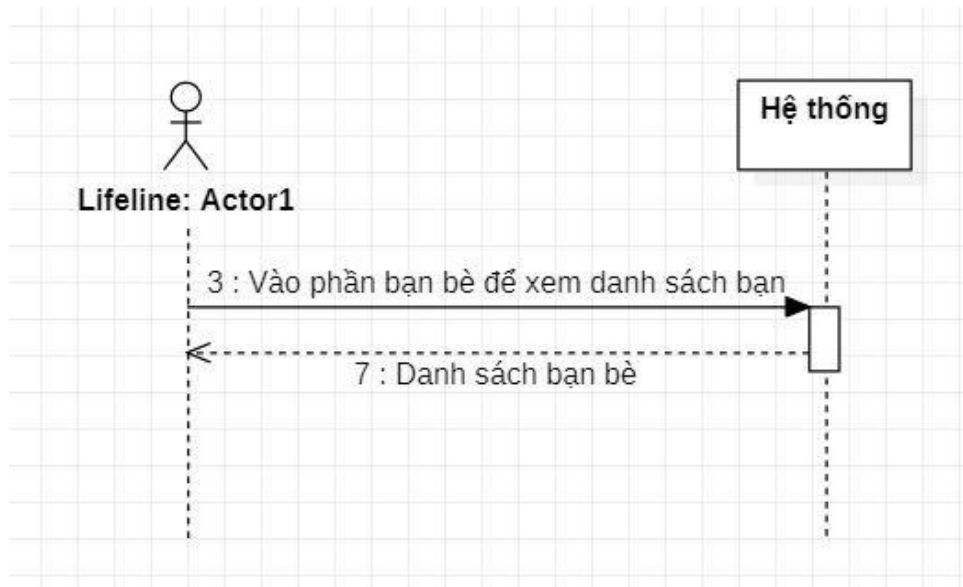 Hệ thống
Lifeline: Actor1
3 : Vào phần bạn bè để xem danh sách bạn
7 : Danh sách bạn bè